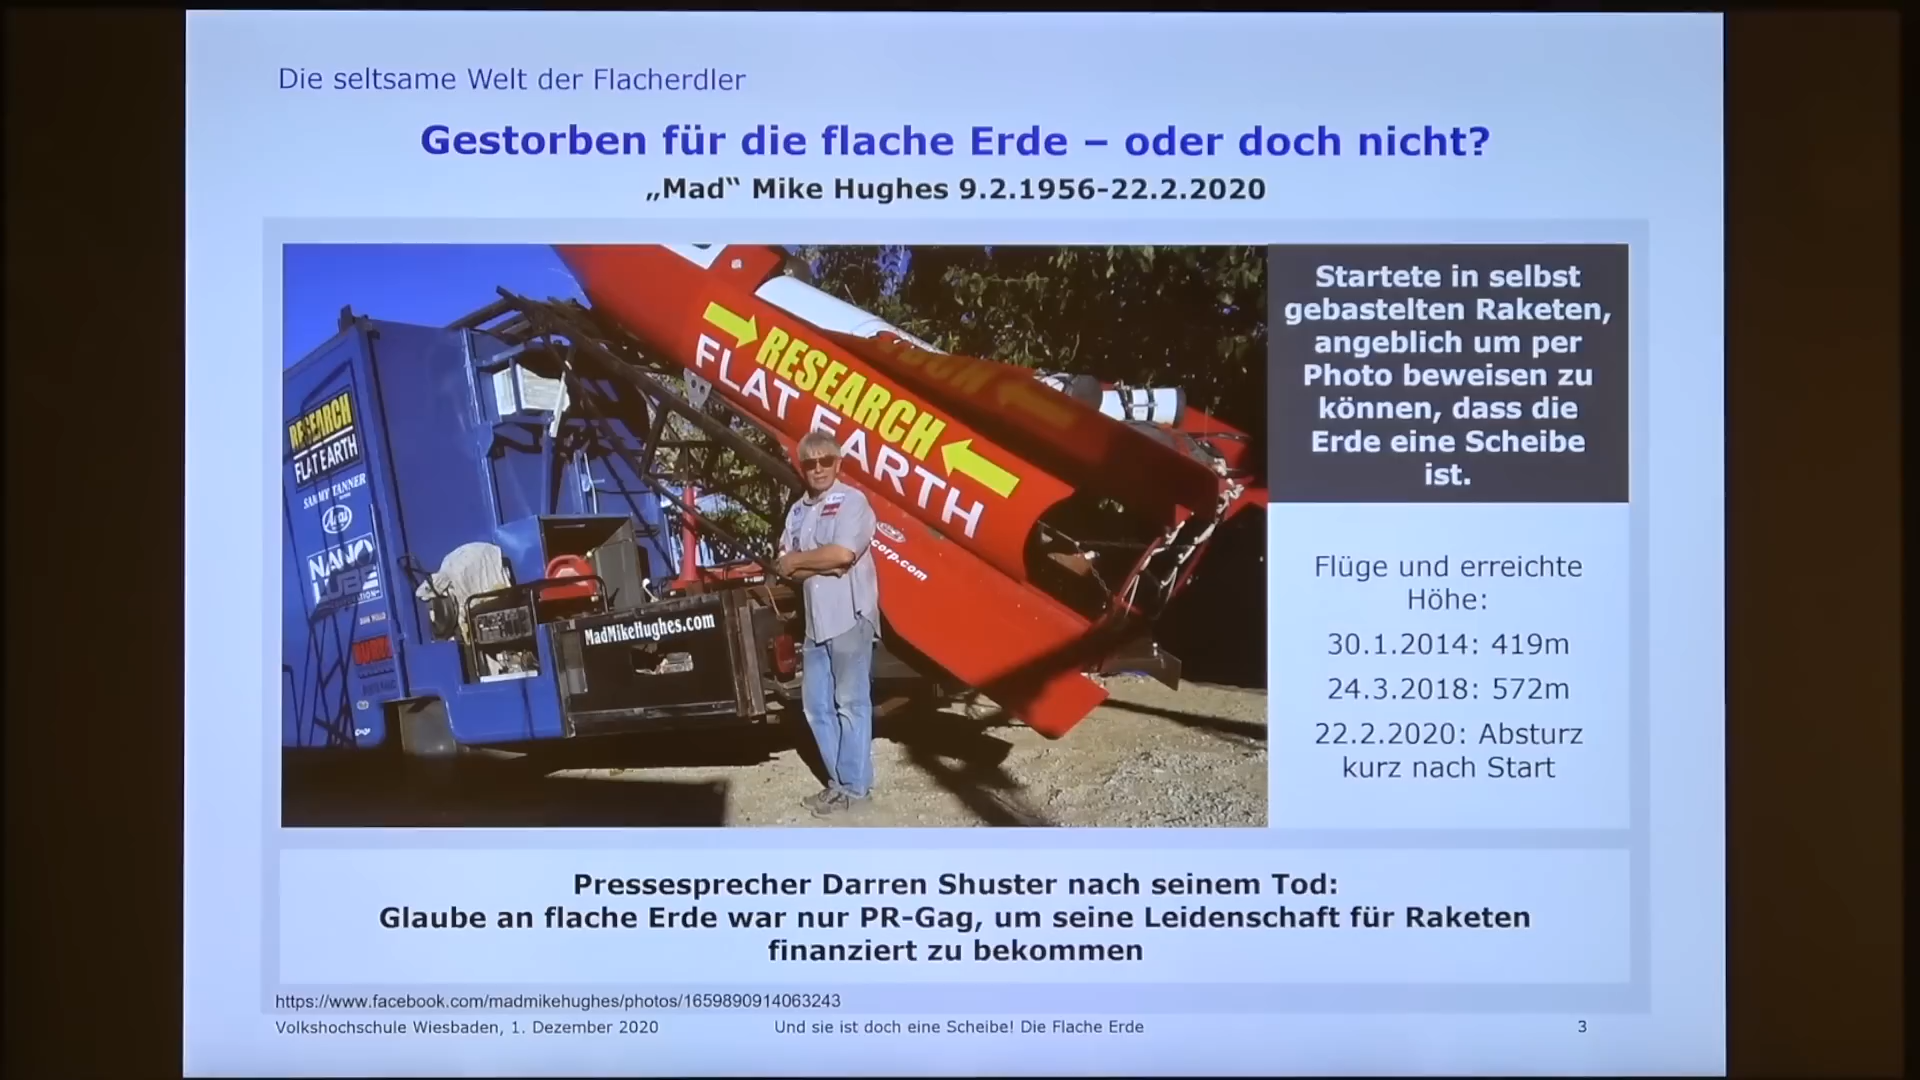 Die seltsame Welt der Flacherdler
Gestorben für die flache Erde – oder doch nicht?
„Mad“ Mike Hughes 9.2.1956-22.2.2020
RESEARCH
FLAT EARTH
RESEARCH
FLAT EARTH
SAMMY TANNER
NANO
LUBE
MadMikeHughes.com
corp.com
Startete in selbst
gebastelten Raketen,
angeblich um per
Photo beweisen zu
können, dass die
Erde eine Scheibe
ist.
Flüge und erreichte
Höhe:
30.1.2014: 419m
24.3.2018: 572m
22.2.2020: Absturz
kurz nach Start
Pressesprecher Darren Shuster nach seinem Tod:
Glaube an flache Erde war nur PR-Gag, um seine Leidenschaft für Raketen
finanziert zu bekommen
https://www.facebook.com/madmikehughes/photos/1659890914063243
Volkshochschule Wiesbaden, 1. Dezember 2020
Und sie ist doch eine Scheibe! Die Flache Erde
3